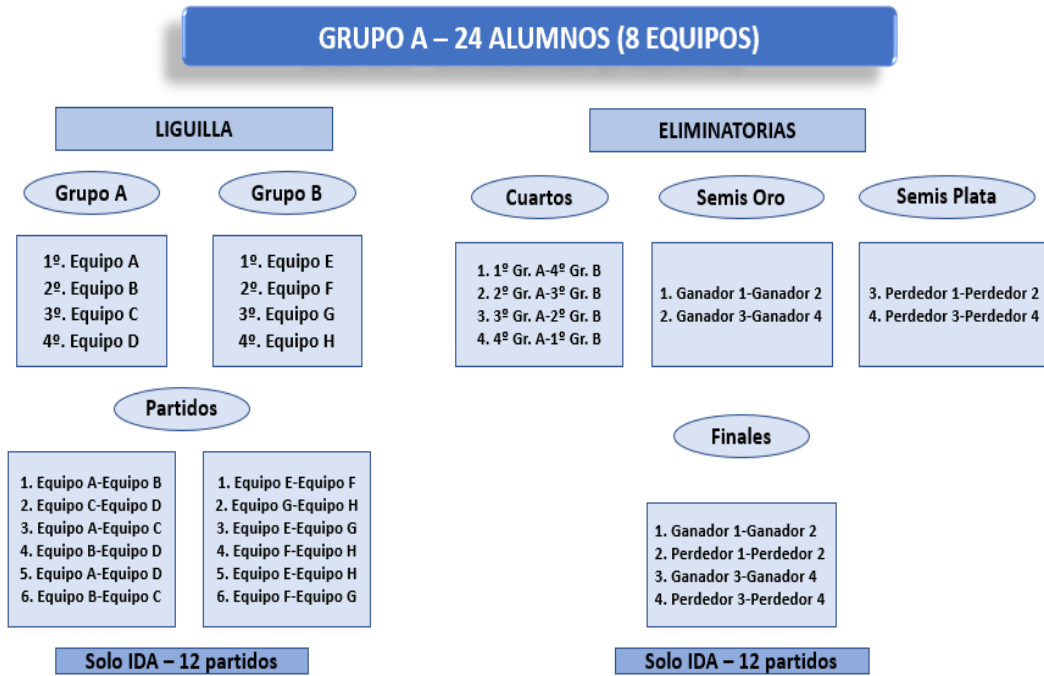 GRUPO A – 24 ALUMNOS (8 EQUIPOS)
LIGUILLA
Grupo A
Grupo B
1º. Equipo A
2º. Equipo B
3º. Equipo C
4º. Equipo D
1º. Equipo E
2º. Equipo F
3º. Equipo G
4º. Equipo H
Partidos
1. Equipo A-Equipo B
2. Equipo C-Equipo D
3. Equipo A-Equipo C
4. Equipo B-Equipo D
5. Equipo A-Equipo D
6. Equipo B-Equipo C
1. Equipo E-Equipo F
2. Equipo G-Equipo H
3. Equipo E-Equipo G
4. Equipo F-Equipo H
5. Equipo E-Equipo H
6. Equipo F-Equipo G
Solo IDA – 12 partidos
ELIMINATORIAS
Cuartos
Semis Oro
Semis Plata
1. 1º Gr. A-4º Gr. B
2. 2º Gr. A-3º Gr. B
3. 3º Gr. A-2º Gr. B
4. 4º Gr. A-1º Gr. B
1. Ganador 1-Ganador 2
2. Ganador 3-Ganador 4
3. Perdedor 1-Perdedor 2
4. Perdedor 3-Perdedor 4
Finales
1. Ganador 1-Ganador 2
2. Perdedor 1-Perdedor 2
3. Ganador 3-Ganador 4
4. Perdedor 3-Perdedor 4
Solo IDA – 12 partidos